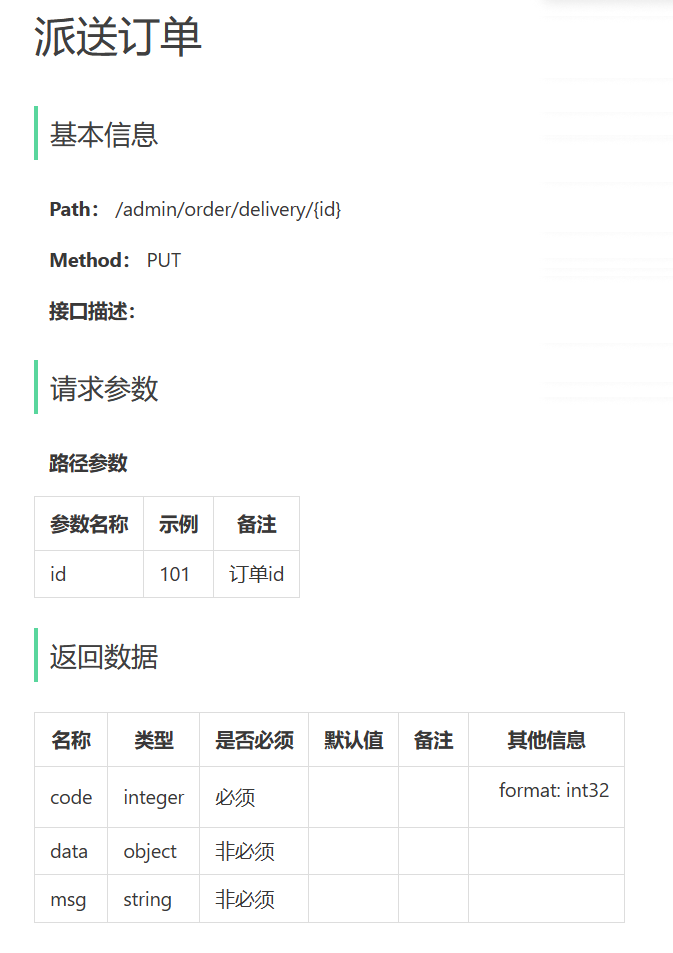 派送订单
基本信息
Path： /admin/order/delivery/{id}
Method： PUT
接口描述：
请求参数
路径参数
参数名称 示例 备注
id 101 订单id
返回数据
名称 类型 是否必须 默认值 备注 其他信息
code integer 必须 format: int32
data object 非必须
msg string 非必须